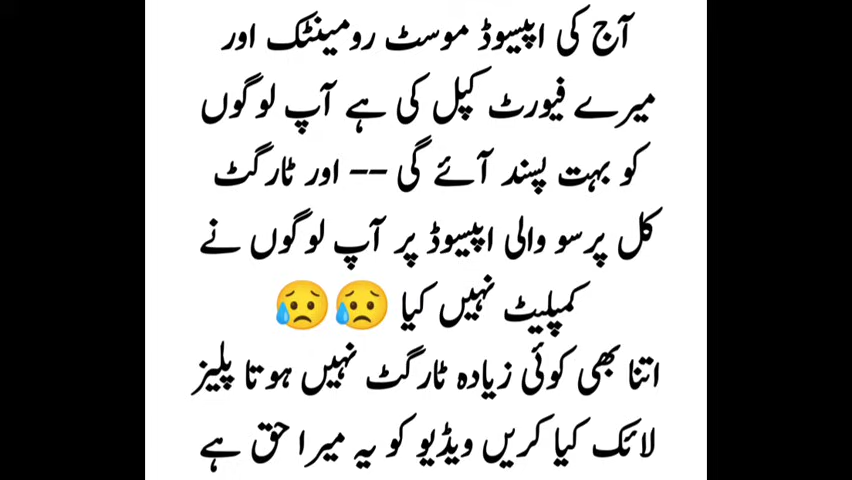 آج کی اپیسوڈ موسٹ رومینٹک اور
میرے فیورٹ کپل کی ہے آپ لوگوں
کو بہت پسند آئے گی -- اور ٹارگٹ
کل پرسو والی اپیسوڈ پر آپ لوگوں نے
کمپلیٹ نہیں کیا 😥😥
اتنا بھی کوئی زیادہ ٹارگٹ نہیں ہوتا پلیز
لائک کیا کریں ویڈیو کو یہ میرا حق ہے